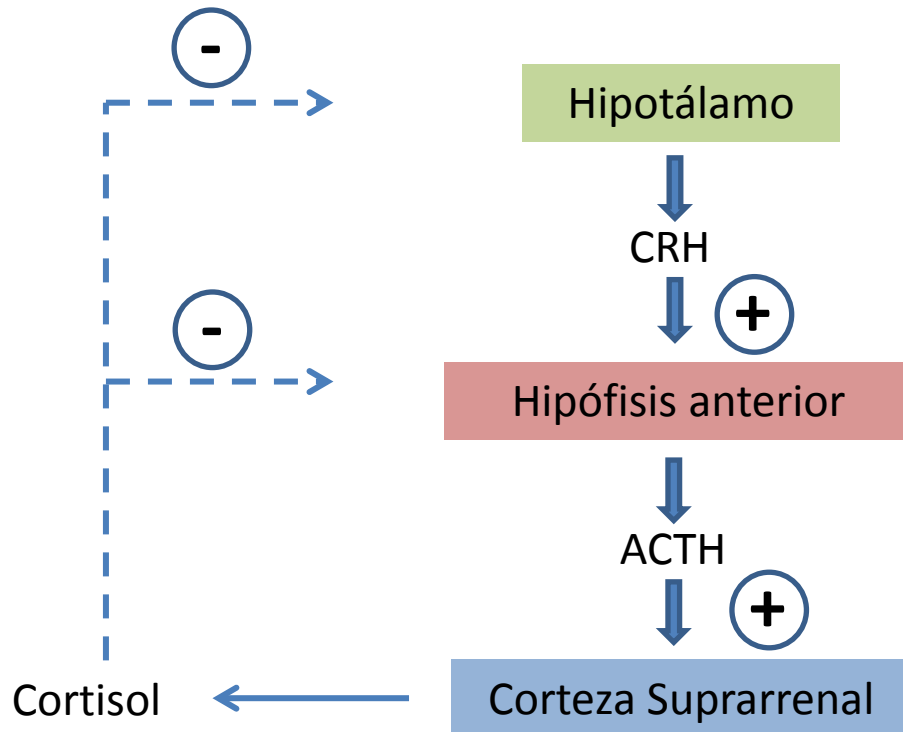 -
Hipotálamo
CRH
+
-
Hipófisis anterior
ACTH
+
Cortisol
Corteza Suprarrenal